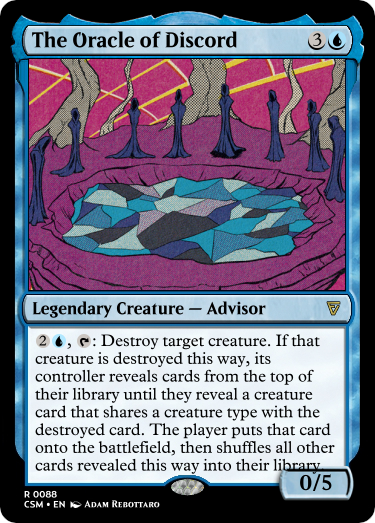 The Oracle of Discord 3
Legendary Creature — Advisor
2, : Destroy target creature. If that
creature is destroyed this way, its
controller reveals cards from the top of
their library until they reveal a creature
card that shares a creature type with the
destroyed card. The player puts that card
onto the battlefield, then shuffles all other
cards revealed this way into their library.
0/5
R 0088
CSM • EN Adam Rebottaro